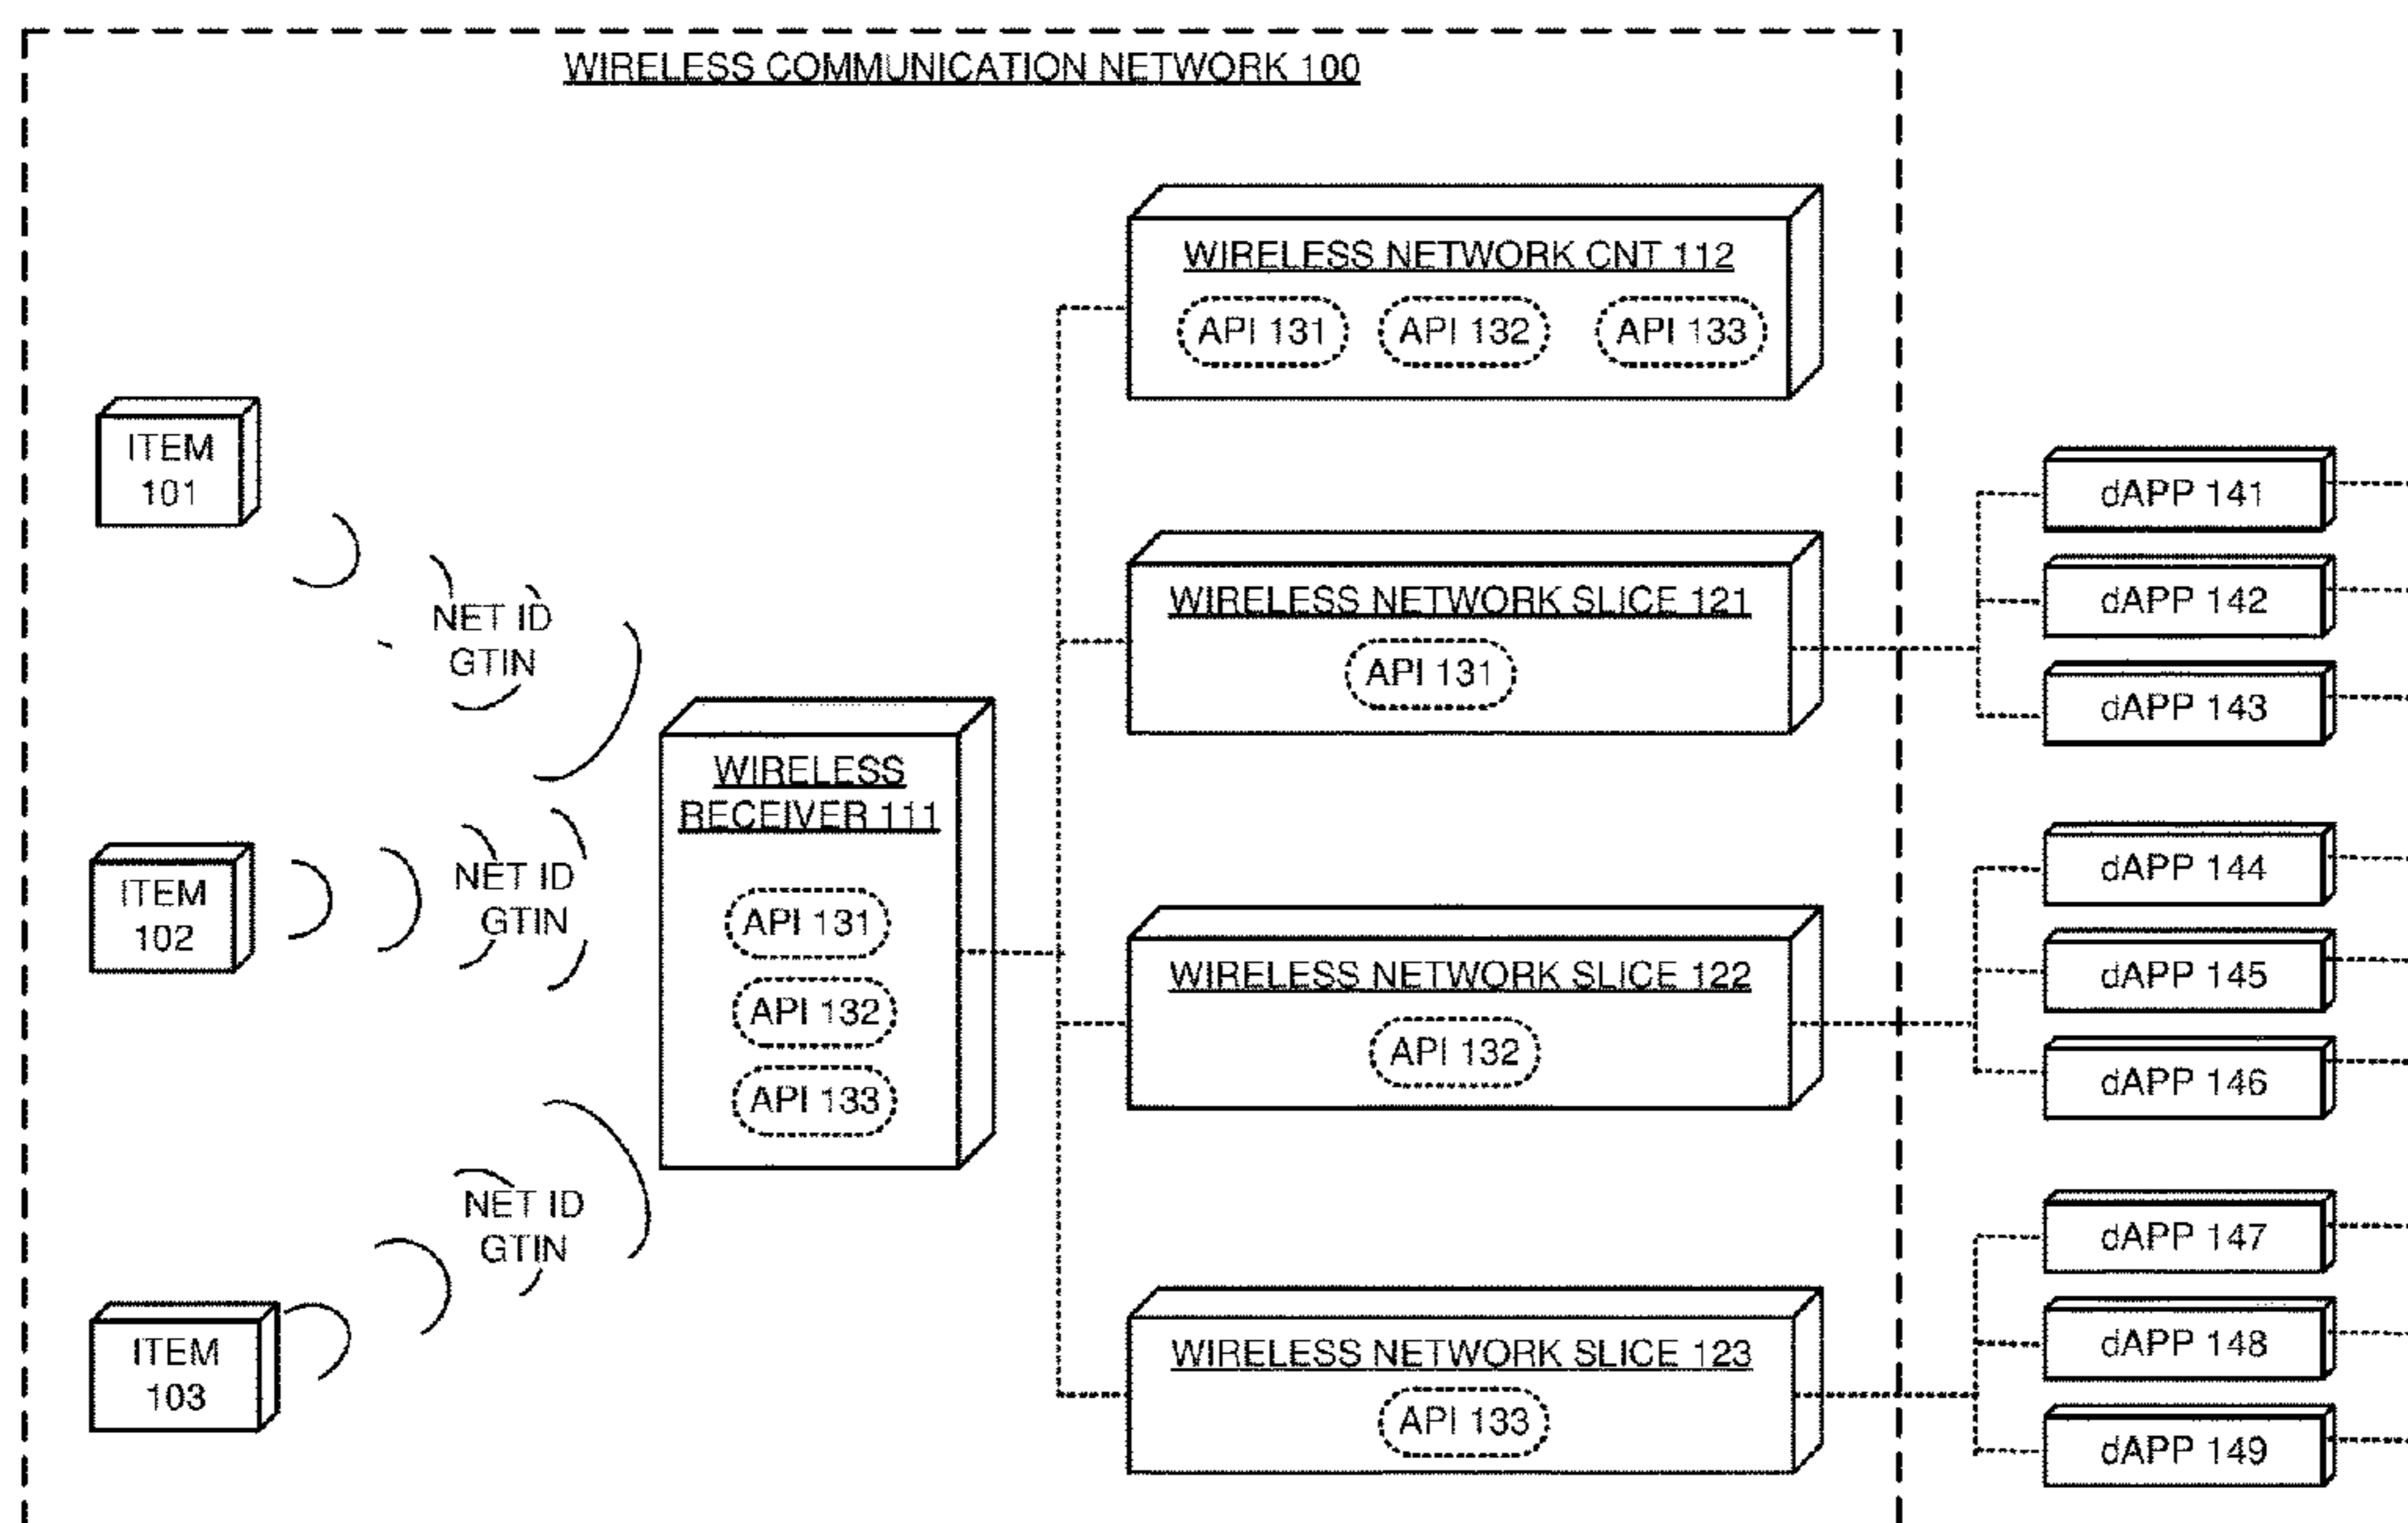 WIRELESS COMMUNICATION NETWORK 100
WIRELESS NETWORK CNT 112
API 131 API 132 API 133
ITEM
101
NET ID
GTIN
WIRELESS NETWORK SLICE 121
API 131
dAPP 141
dAPP 142
dAPP 143
WIRELESS
RECEIVER 111
API 131
API 132
API 133
ITEM
102
NET ID
GTIN
WIRELESS NETWORK SLICE 122
API 132
dAPP 144
dAPP 145
dAPP 146
ITEM
103
NET ID
GTIN
WIRELESS NETWORK SLICE 123
API 133
dAPP 147
dAPP 148
dAPP 149